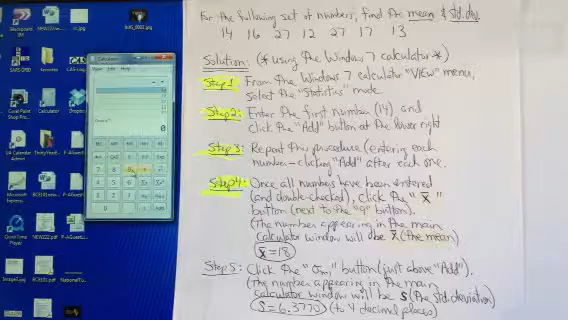 For the following set of numbers, find the mean & std.dev.
14 16 27 12 27 17 13
Solution: (* using the Windows 7 calculator *)
Step 1 From the Windows 7 calculator "View" menu,
select the "Statistics" mode.
Step 2: Enter the first number (14) and
click the "Add" button at the lower right
Step 3: Repeat this procedure (entering each
number - clicking "Add" after each one.
Step 4: Once all numbers have been entered
(and double-checked), click the "x̄"
button (next to the "9" button).
(The number appearing in the main
calculator window will be x̄ (the mean)
x̄ = 18
Step 5: Click the "σn-1" button (just above "Add").
(The number appearing in the main
calculator window will be s (the std. deviation)
s = 6.3770 (to 4 decimal places)
Calculator
0